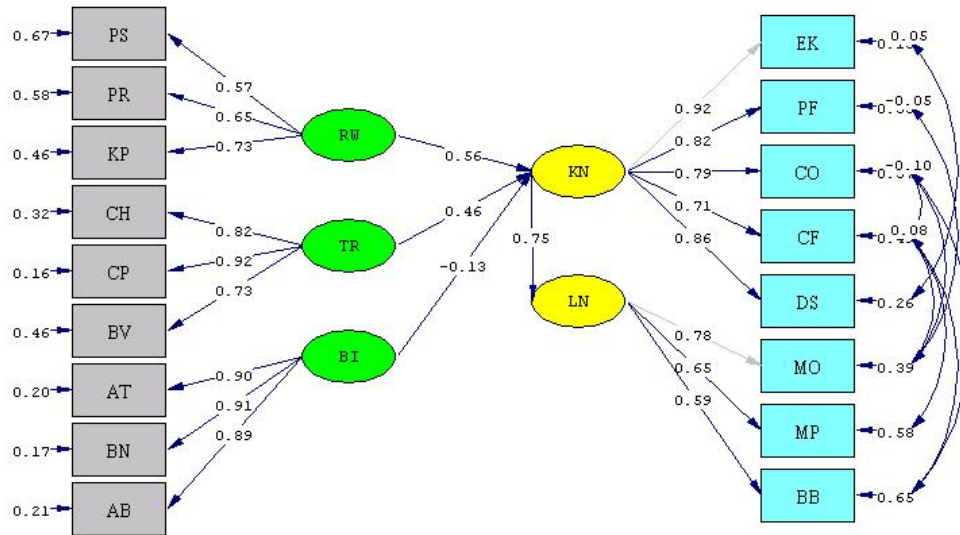 0.67 PS
0.58 PR
0.46 KP
0.32 CH
0.16 CP
0.46 BV
0.20 AT
0.17 BN
0.21 AB
0.57
0.65
0.73
0.82
0.92
0.73
0.90
0.91
0.89
RW
TR
BI
0.56
0.46
-0.13
KN
0.75
LN
0.92
0.82
0.79
0.71
0.86
0.78
0.65
0.59
EK 0.05
PF -0.05
CO -0.10
CF 0.08
DS 0.26
MO 0.39
MP 0.58
BB 0.65